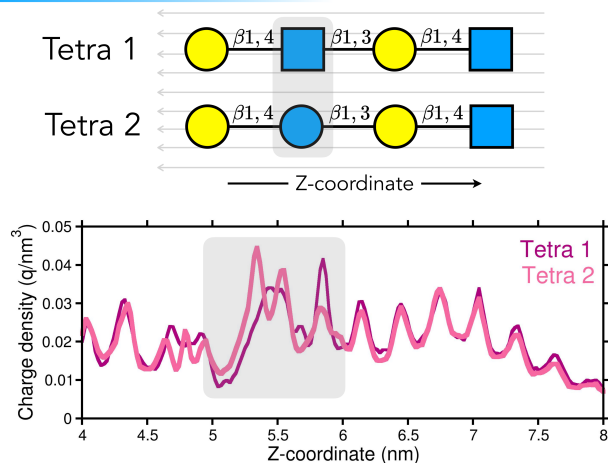 Tetra 1
β1, 4 β1, 3 β1, 4
Tetra 2
β1, 4 β1, 3 β1, 4
Z-coordinate
Charge density (q/nm³)
0.05
0.04
0.03
0.02
0.01
0
Tetra 1
Tetra 2
4 4.5 5 5.5 6 6.5 7 7.5 8
Z-coordinate (nm)